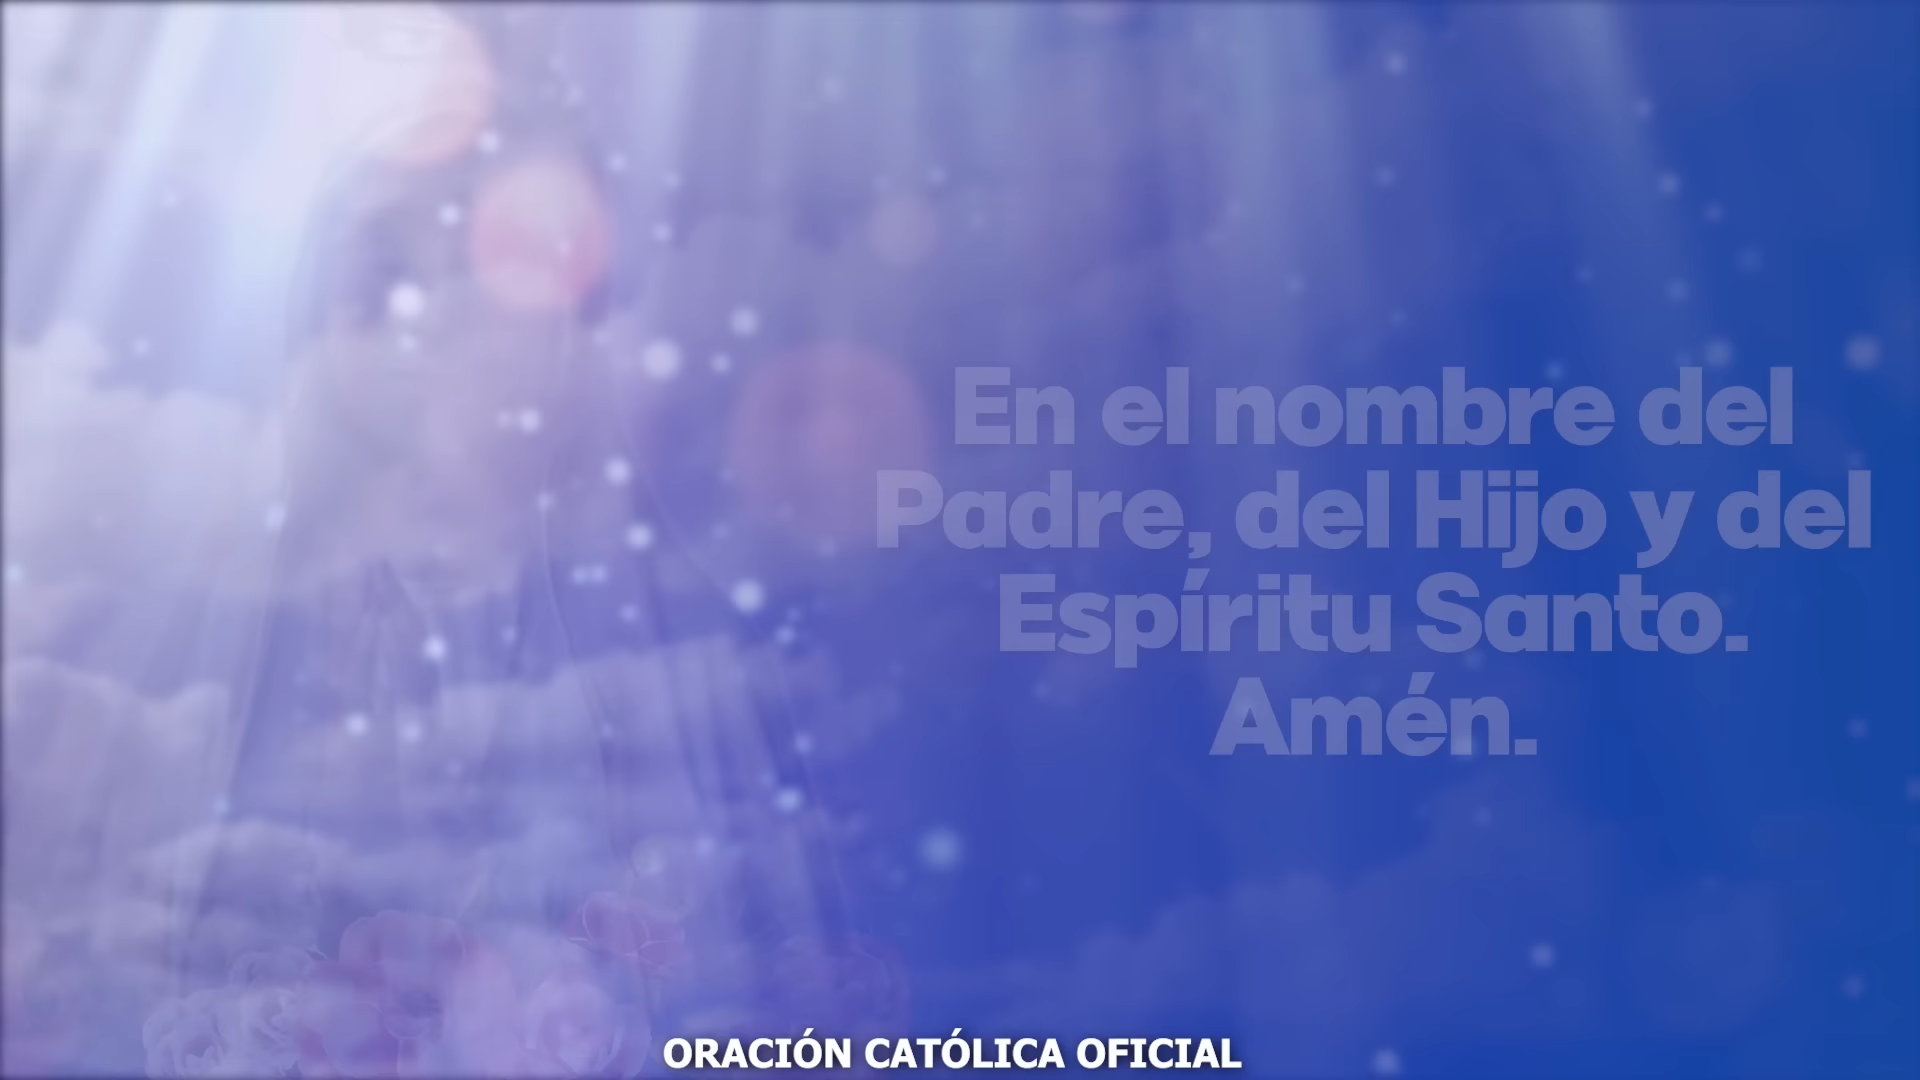 En el nombre del
Padre, del Hijo y del
Espíritu Santo.
Amén.
ORACIÓN CATÓLICA OFICIAL